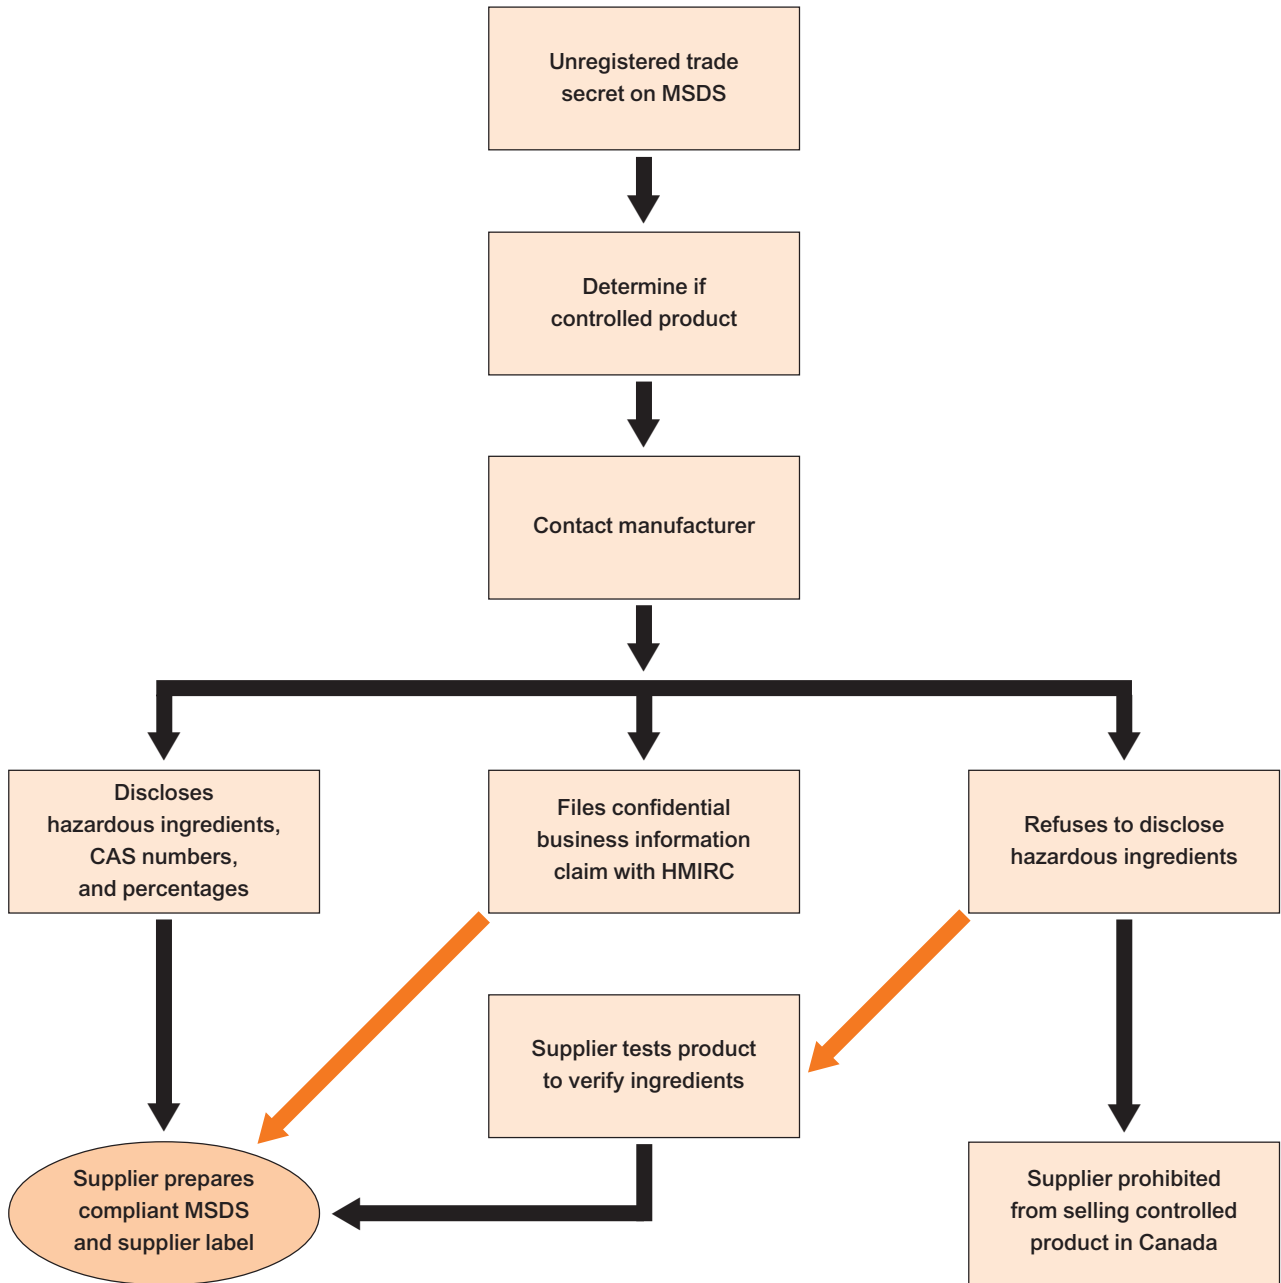 Unregistered trade
secret on MSDS
Determine if
controlled product
Contact manufacturer
Discloses
hazardous ingredients,
CAS numbers,
and percentages
Files confidential
business information
claim with HMIRC
Refuses to disclose
hazardous ingredients
Supplier tests product
to verify ingredients
Supplier prepares
compliant MSDS
and supplier label
Supplier prohibited
from selling controlled
product in Canada